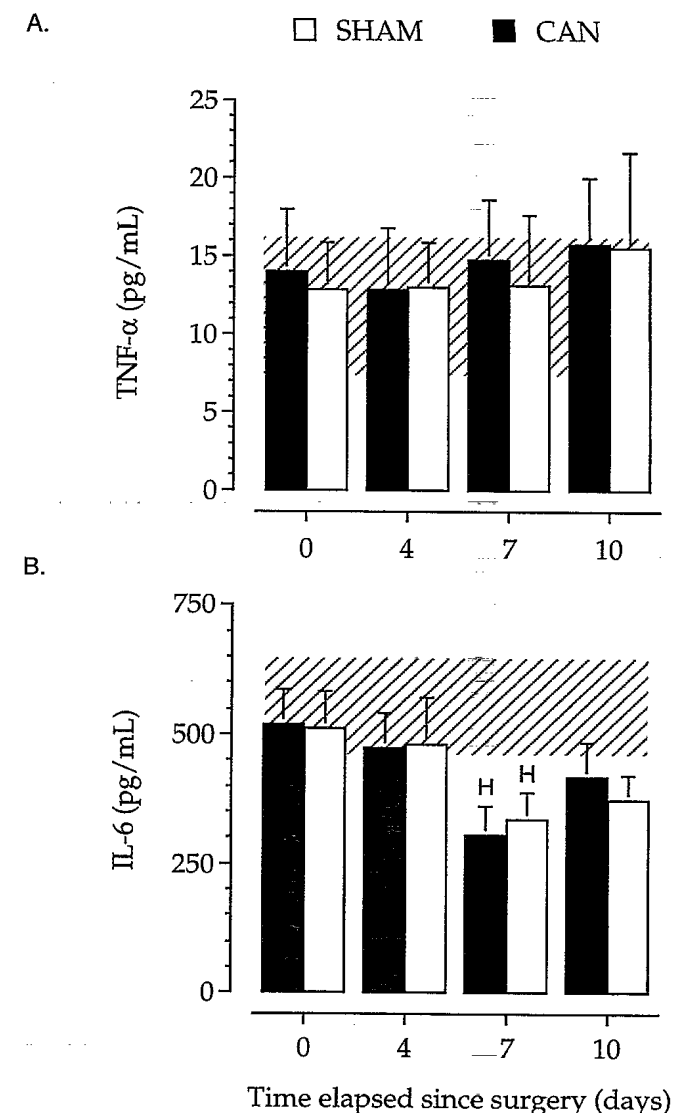 A.
SHAM CAN
25
20
15
10
5
0
TNF-α (pg/mL)
0 4 7 10
B.
750
500
250
0
IL-6 (pg/mL)
H H
0 4 7 10
Time elapsed since surgery (days)